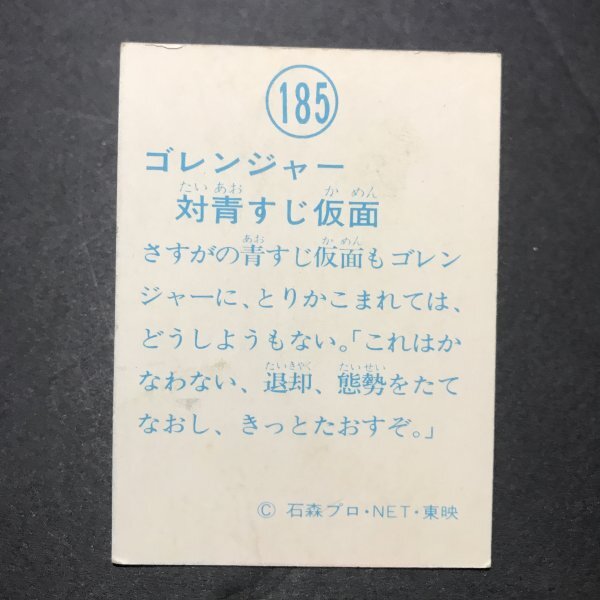 185
ゴレンジャー
対青すじ仮面
たい あお か めん
さすがの青すじ仮面もゴレン
あお か めん
ジャーに、とりかこまれては、
どうしようもない。「これはか
なわない、退却、態勢をたて
たいきゃく たいせい
なおし、きっとたおすぞ。」
© 石森プロ・NET・東映